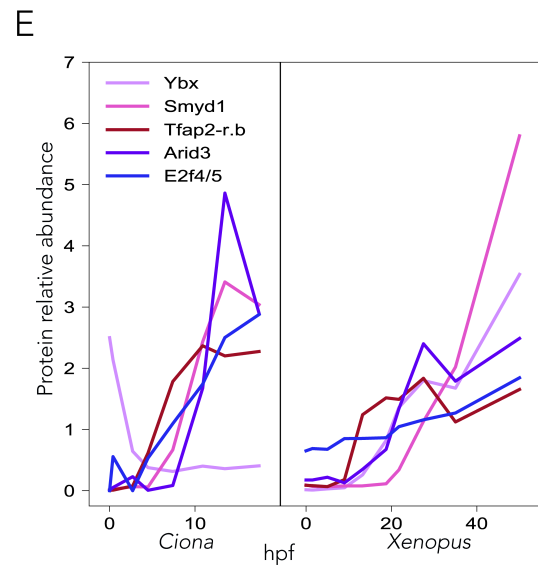 E
Protein relative abundance
7
6
5
4
3
2
1
0
Ybx
Smyd1
Tfap2-r.b
Arid3
E2f4/5
0 10 0 20 40
Ciona hpf Xenopus